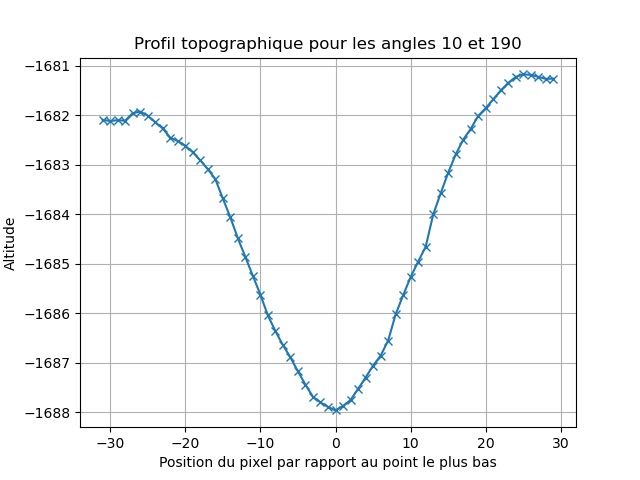 Profil topographique pour les angles 10 et 190
Altitude
−1681
−1682
−1683
−1684
−1685
−1686
−1687
−1688
−30 −20 −10 0 10 20 30
Position du pixel par rapport au point le plus bas